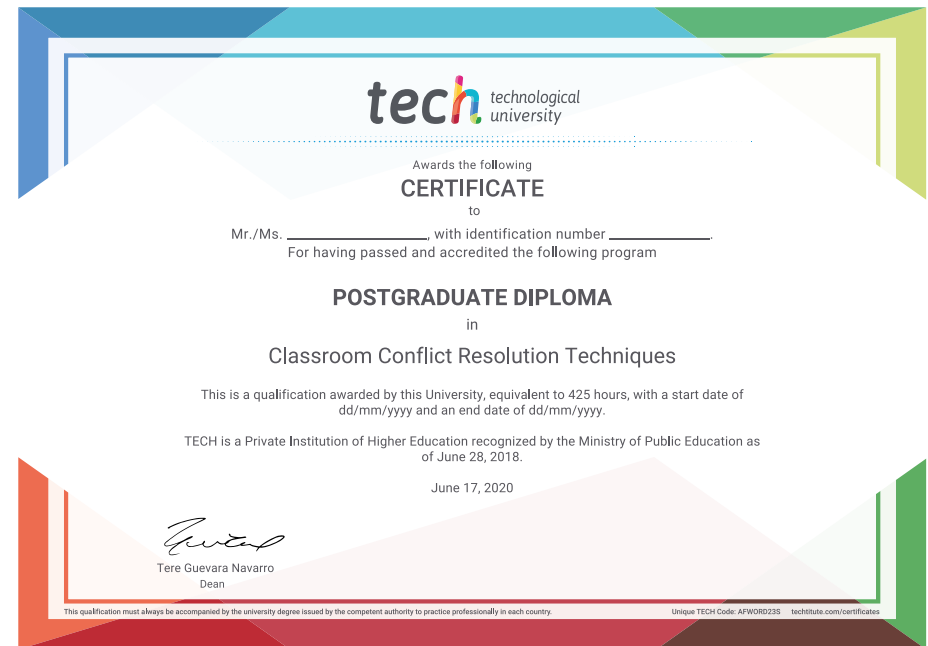 tech technological
university
Awards the following
CERTIFICATE
to
Mr./Ms. ____________________, with identification number ______________.
For having passed and accredited the following program
POSTGRADUATE DIPLOMA
in
Classroom Conflict Resolution Techniques
This is a qualification awarded by this University, equivalent to 425 hours, with a start date of
dd/mm/yyyy and an end date of dd/mm/yyyy.
TECH is a Private Institution of Higher Education recognized by the Ministry of Public Education as
of June 28, 2018.
June 17, 2020
Tere Guevara Navarro
Dean
This qualification must always be accompanied by the university degree issued by the competent authority to practice professionally in each country.
Unique TECH Code: AFWORD23S techtitute.com/certificates